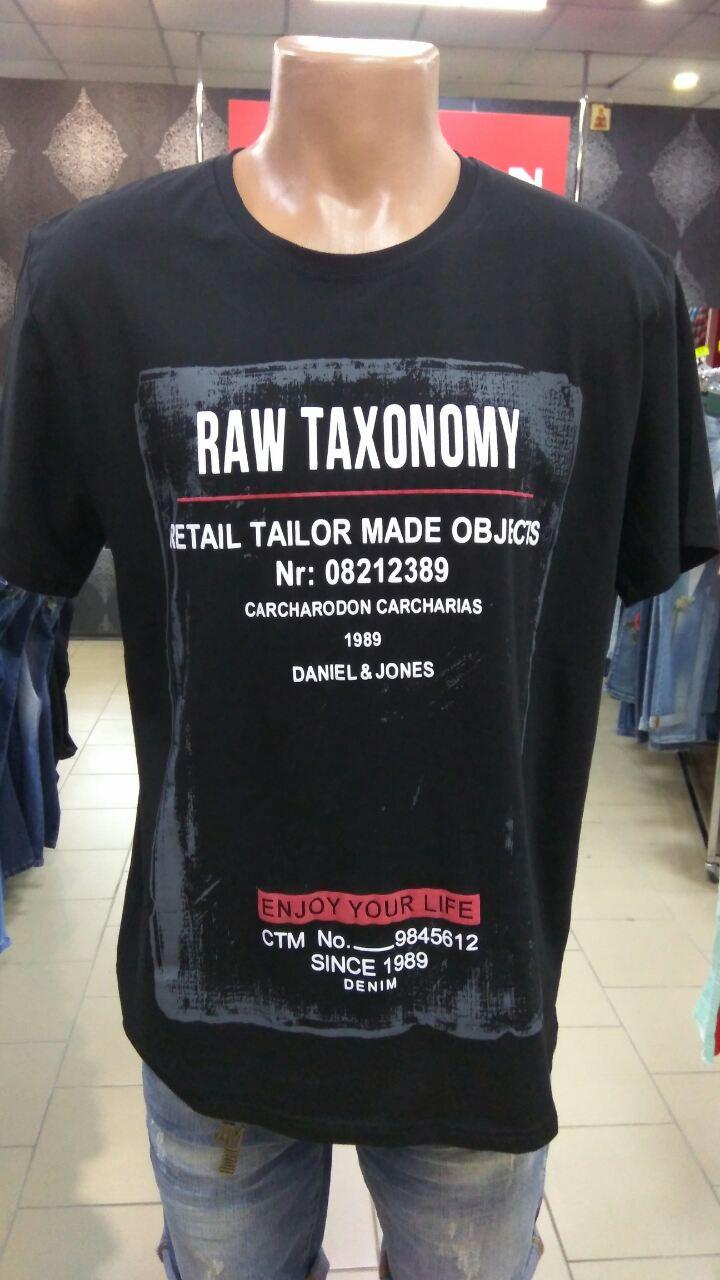 RAW TAXONOMY
RETAIL TAILOR MADE OBJECTS
Nr: 08212389
CARCHARODON CARCHARIAS
1989
DANIEL & JONES
ENJOY YOUR LIFE
CTM No.___9845612
SINCE 1989
DENIM